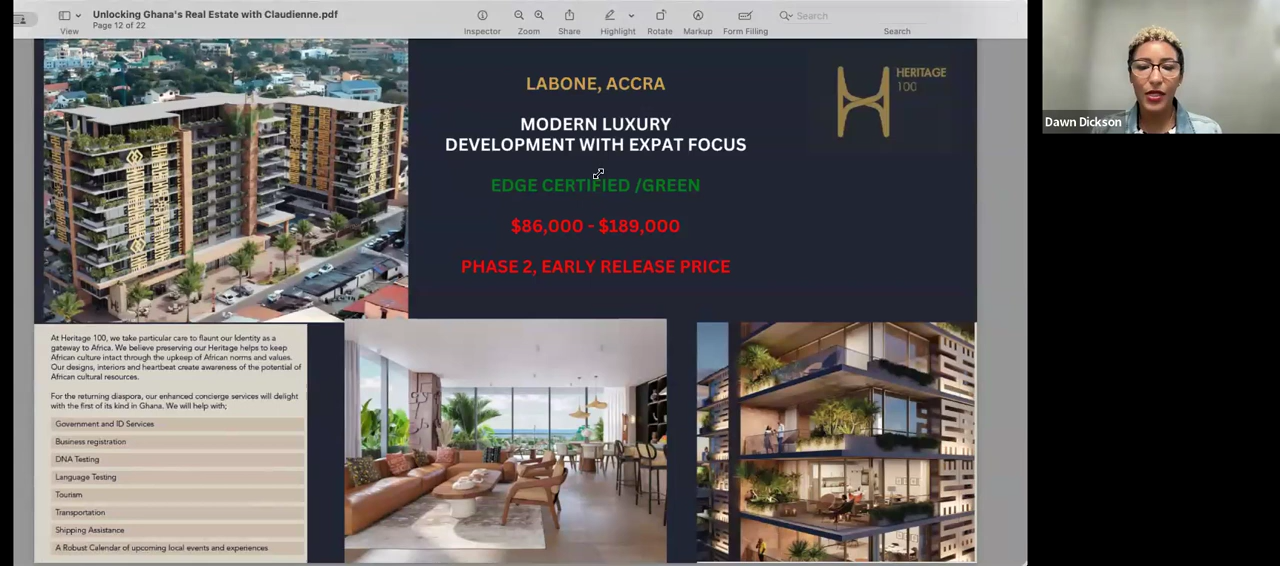 Unlocking Ghana's Real Estate with Claudienne.pdf
Page 12 of 22
View
Inspector
Zoom
Share
Highlight
Rotate
Markup
Form Filling
Search
Search
LABONE, ACCRA
MODERN LUXURY
DEVELOPMENT WITH EXPAT FOCUS
EDGE CERTIFIED /GREEN
$86,000 - $189,000
PHASE 2, EARLY RELEASE PRICE
HERITAGE
100
Dawn Dickson
At Heritage 100, we take particular care to flaunt our Identity as a
gateway to Africa. We believe preserving our Heritage helps to keep
African culture intact through the upkeep of African norms and values.
Our designs, interiors and heartbeat create awareness of the potential of
African cultural resources.
For the returning diaspora, our enhanced concierge services will delight
with the first of its kind in Ghana. We will help with;
Government and ID Services
Business registration
DNA Testing
Language Testing
Tourism
Transportation
Shipping Assistance
A Robust Calendar of upcoming local events and experiences